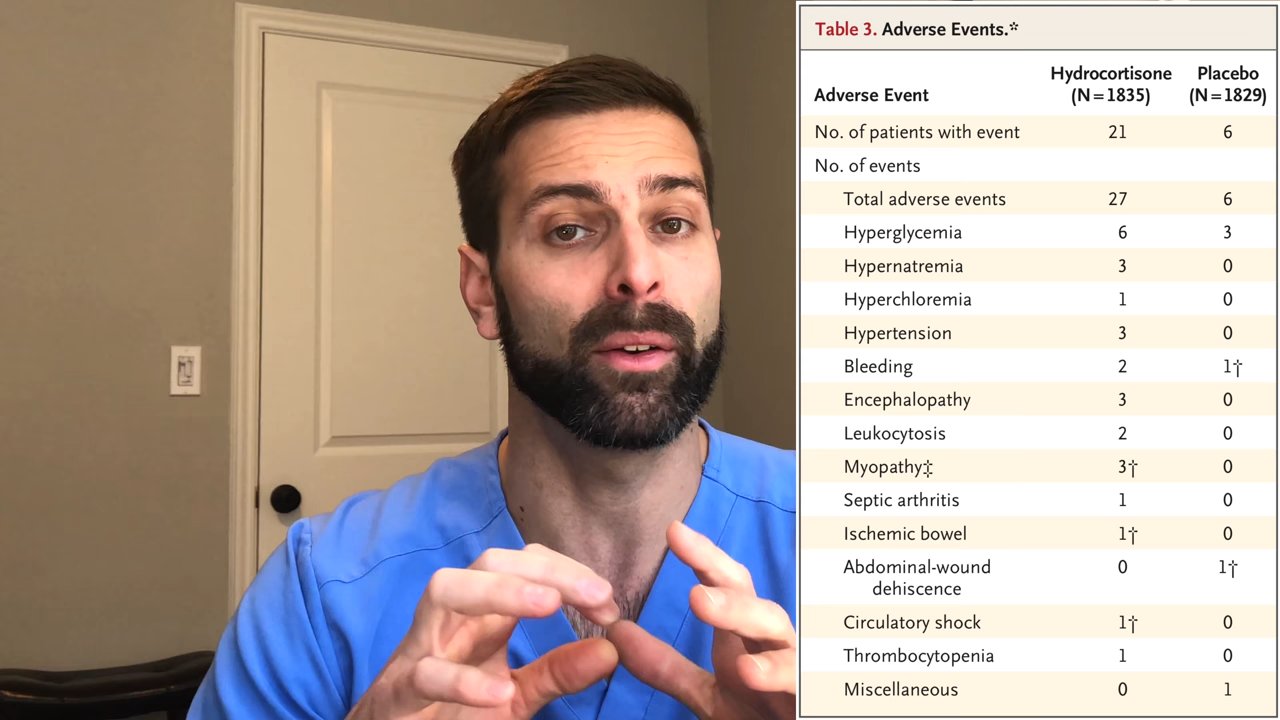 Table 3. Adverse Events.*
Adverse Event Hydrocortisone (N=1835) Placebo (N=1829)
No. of patients with event 21 6
No. of events
Total adverse events 27 6
Hyperglycemia 6 3
Hypernatremia 3 0
Hyperchloremia 1 0
Hypertension 3 0
Bleeding 2 1†
Encephalopathy 3 0
Leukocytosis 2 0
Myopathy‡ 3† 0
Septic arthritis 1 0
Ischemic bowel 1† 0
Abdominal-wound 0 1†
dehiscence
Circulatory shock 1† 0
Thrombocytopenia 1 0
Miscellaneous 0 1